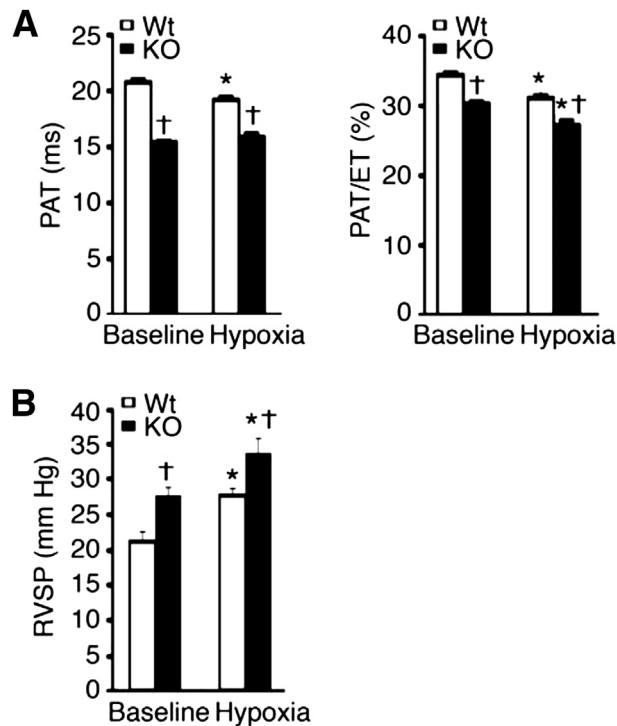 A
Wt
KO
PAT (ms)
25
20
15
10
5
0
†
*
†
Baseline Hypoxia
Wt
KO
PAT/ET (%)
40
30
20
10
0
†
*
*†
Baseline Hypoxia
B
Wt
KO
RVSP (mm Hg)
40
35
30
25
20
15
10
5
0
†
*
*†
Baseline Hypoxia